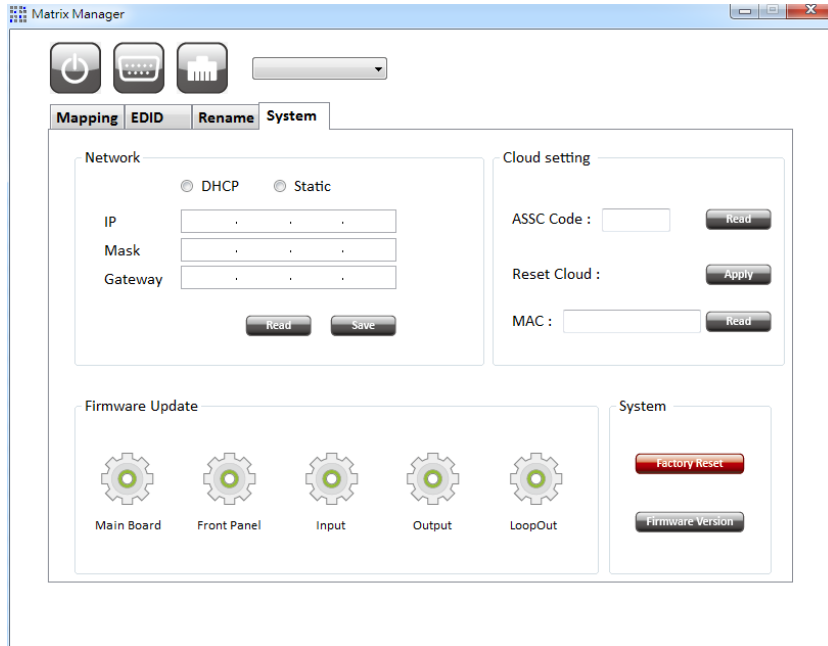 Matrix Manager
Mapping EDID Rename System
Network
DHCP Static
IP
Mask
Gateway
Read Save
Cloud setting
ASSC Code : Read
Reset Cloud : Apply
MAC : Read
Firmware Update
Main Board Front Panel Input Output LoopOut
System
Factory Reset
Firmware Version